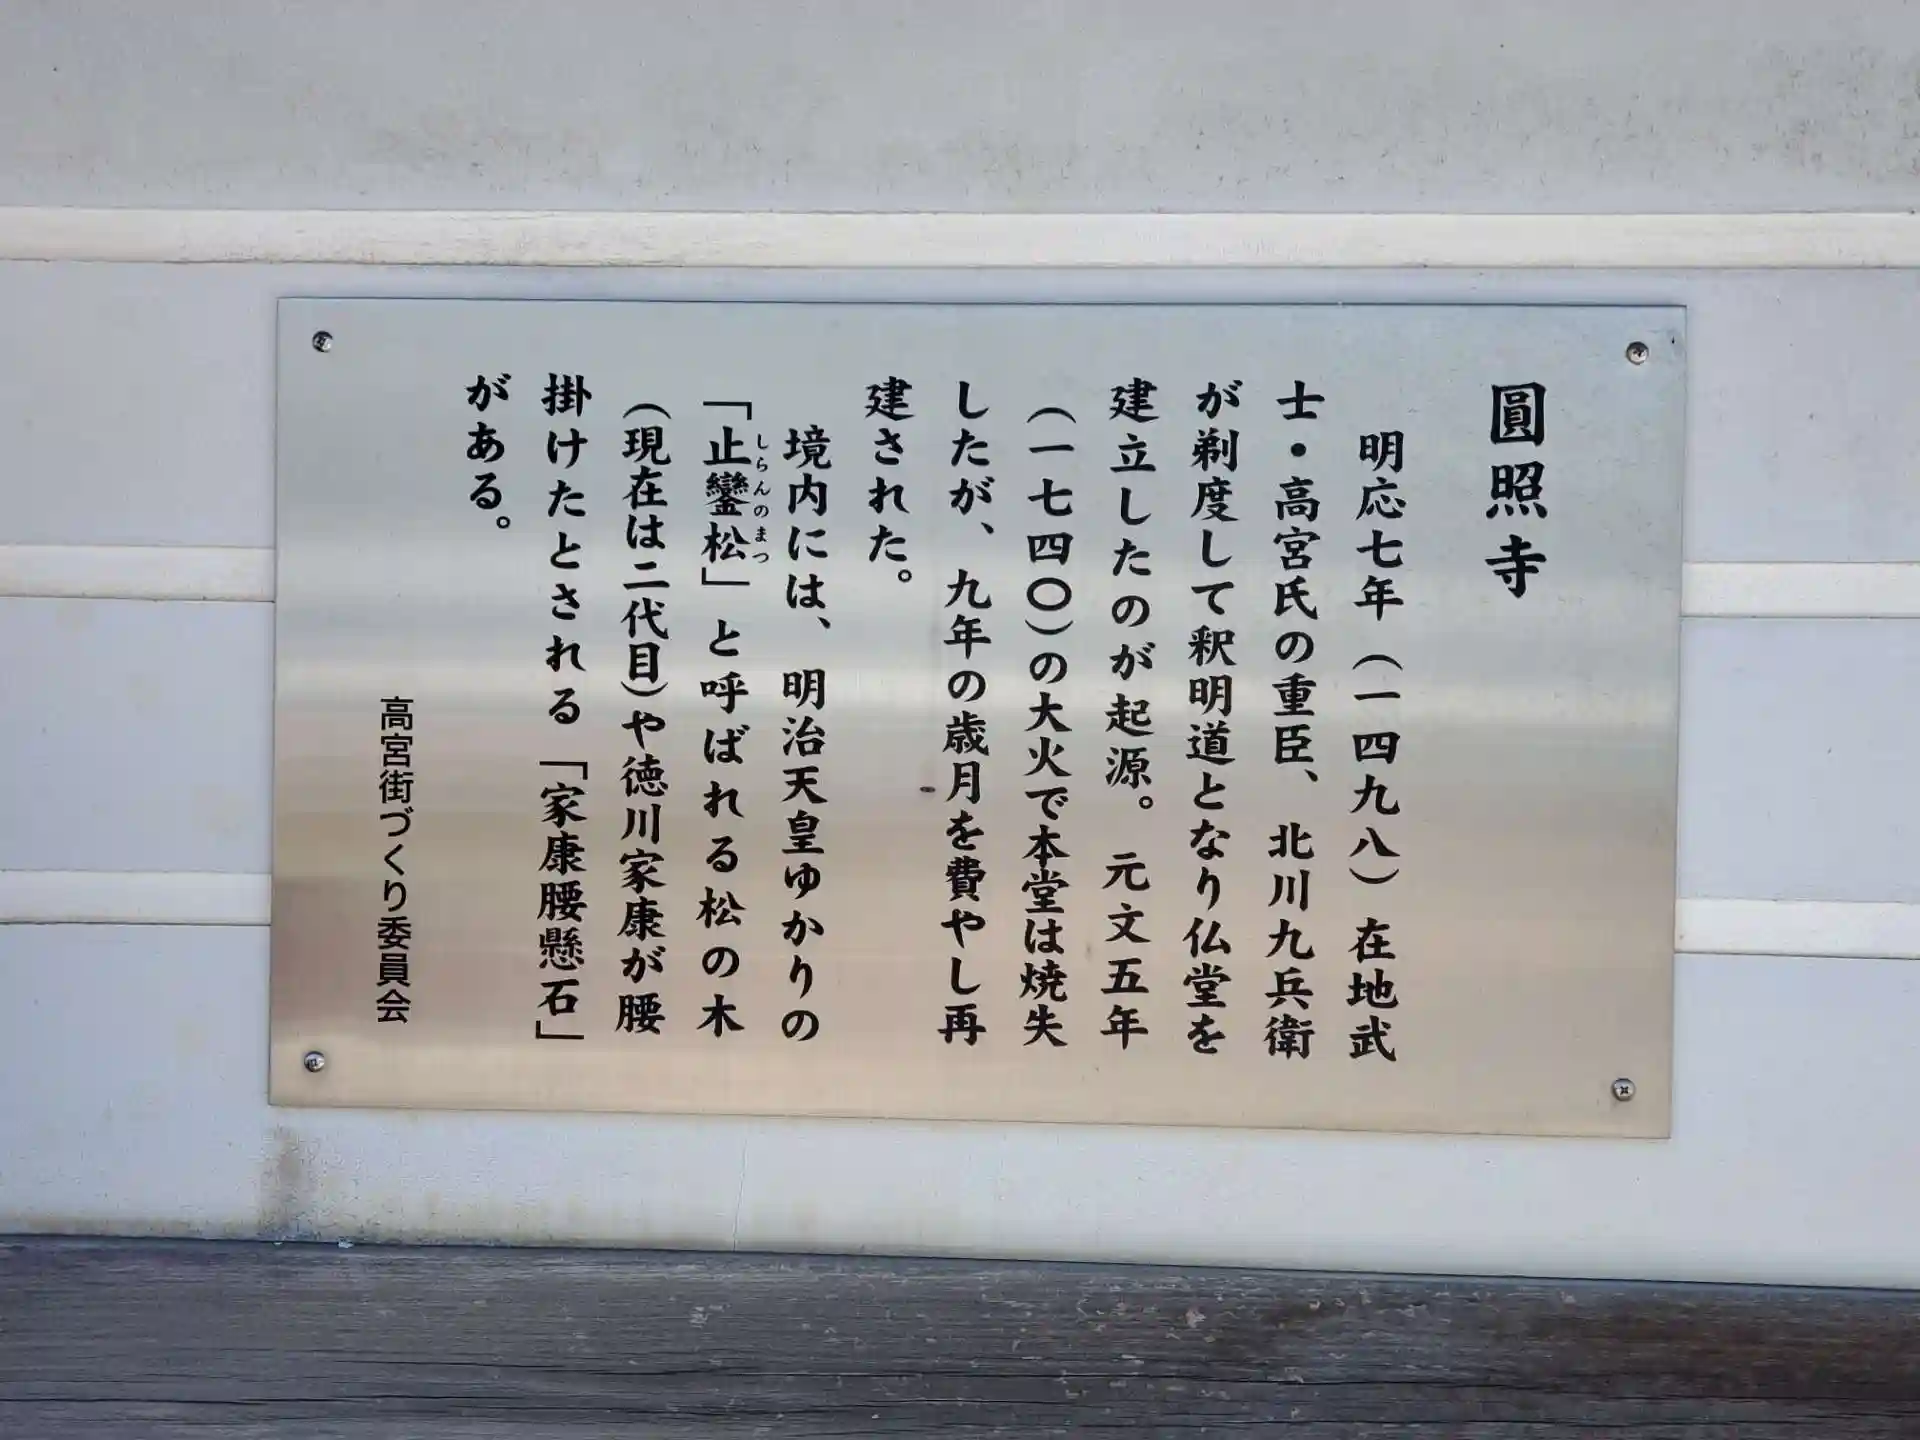 圓照寺
明応七年（一四九八）在地武
士・高宮氏の重臣、北川九兵衛
が剃度して釈明道となり仏堂を
建立したのが起源。元文五年
（一七四〇）の大火で本堂は焼失
したが、九年の歳月を費やし再
建された。
境内には、明治天皇ゆかりの
「止鑾松」と呼ばれる松の木
しらんのまつ
（現在は二代目）や徳川家康が腰
掛けたとされる「家康腰懸石」
がある。
高宮街づくり委員会